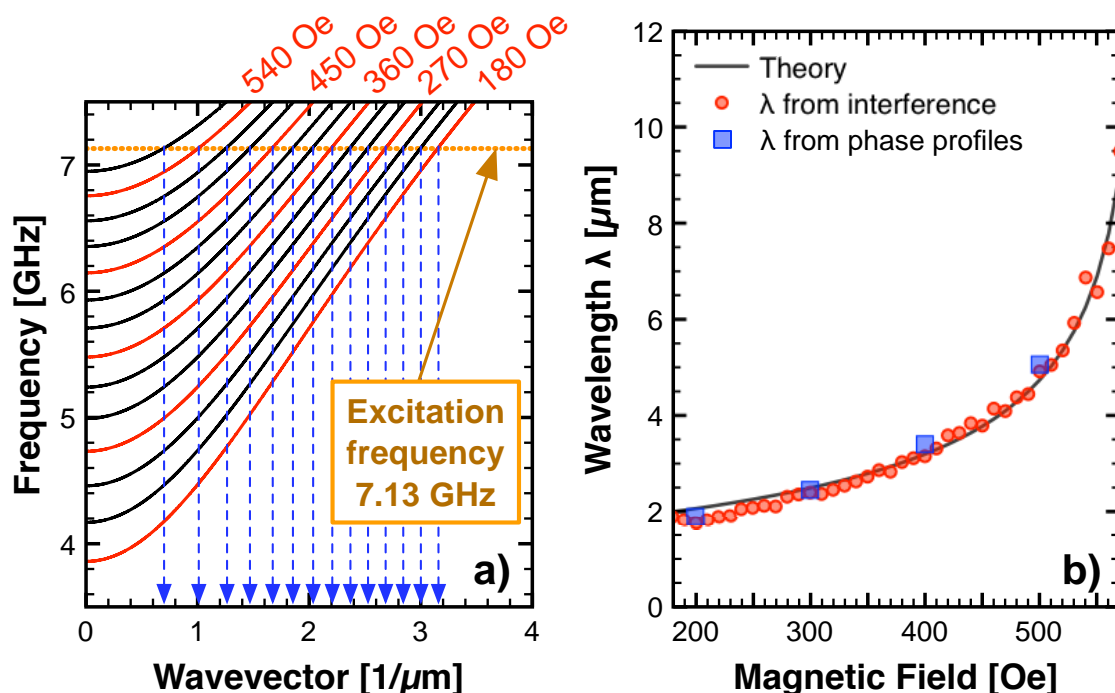 540 Oe
450 Oe
360 Oe
270 Oe
180 Oe
7
6
5
4
Frequency [GHz]
Excitation
frequency
7.13 GHz
a)
0 1 2 3 4
Wavevector [1/µm]
12
10
8
6
4
2
0
Wavelength λ [µm]
Theory
λ from interference
λ from phase profiles
b)
200 300 400 500
Magnetic Field [Oe]